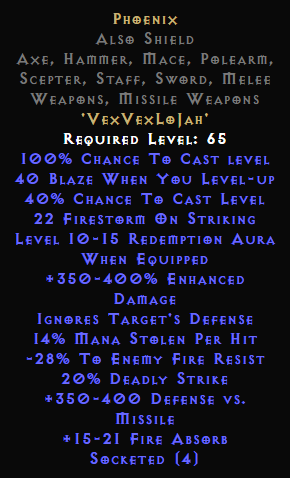 Phoenix
Also Shield
Axe, Hammer, Mace, Polearm,
Scepter, Staff, Sword, Melee
Weapons, Missile Weapons
'VexVexLoJah'
Required Level: 65
100% Chance To Cast level
40 Blaze When You Level-up
40% Chance To Cast Level
22 Firestorm On Striking
Level 10-15 Redemption Aura
When Equipped
+350-400% Enhanced
Damage
Ignores Target's Defense
14% Mana Stolen Per Hit
-28% To Enemy Fire Resist
20% Deadly Strike
+350-400 Defense vs.
Missile
+15-21 Fire Absorb
Socketed (4)